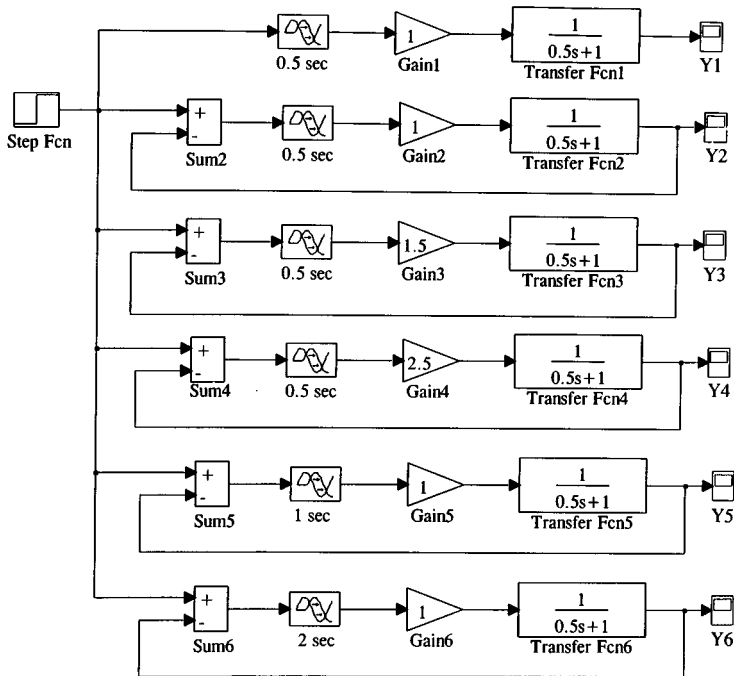 1
1
0.5s+1
0.5 sec
Gain1
Transfer Fcn1
Y1
Step Fcn
+
-
Sum2
0.5 sec
1
Gain2
1
0.5s+1
Transfer Fcn2
Y2
+
-
Sum3
0.5 sec
1.5
Gain3
1
0.5s+1
Transfer Fcn3
Y3
+
-
Sum4
0.5 sec
2.5
Gain4
1
0.5s+1
Transfer Fcn4
Y4
+
-
Sum5
1 sec
1
Gain5
1
0.5s+1
Transfer Fcn5
Y5
+
-
Sum6
2 sec
1
Gain6
1
0.5s+1
Transfer Fcn6
Y6